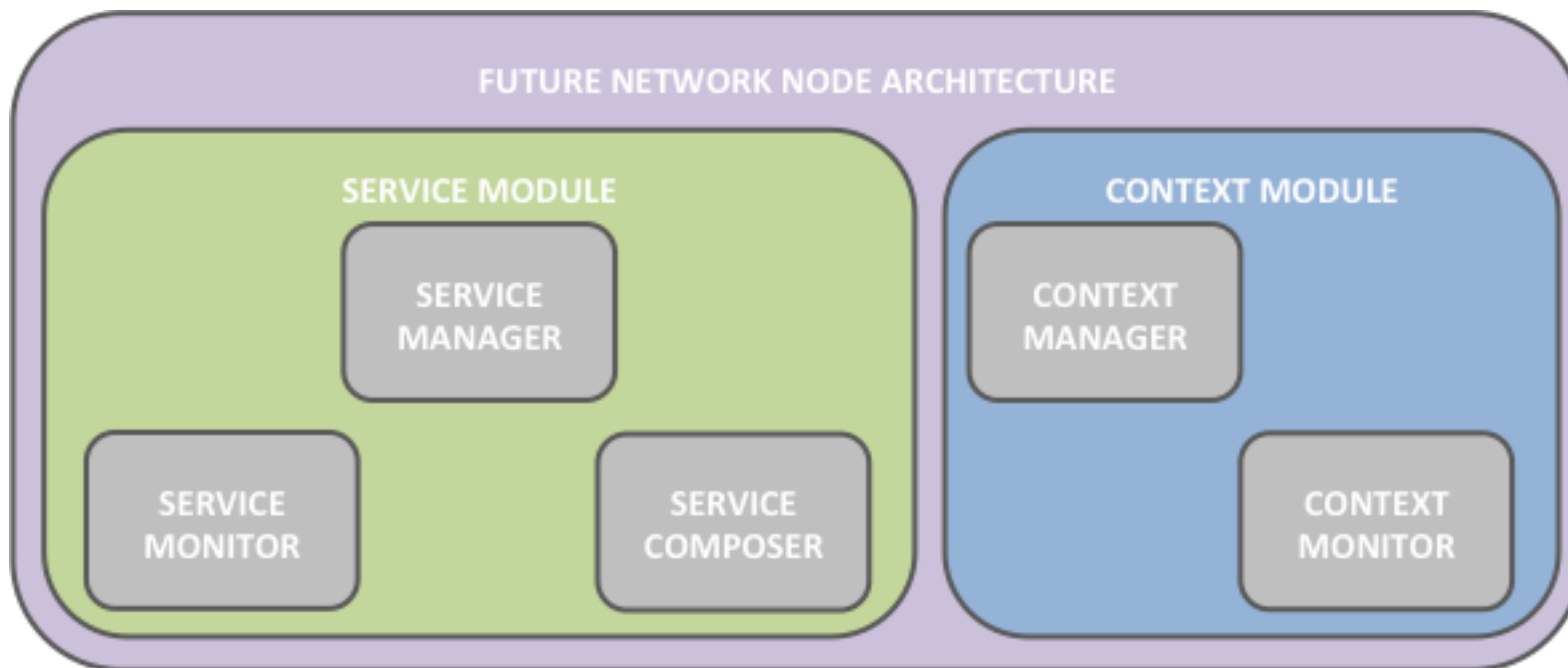 FUTURE NETWORK NODE ARCHITECTURE
SERVICE MODULE
SERVICE
MANAGER
SERVICE
MONITOR
SERVICE
COMPOSER
CONTEXT MODULE
CONTEXT
MANAGER
CONTEXT
MONITOR